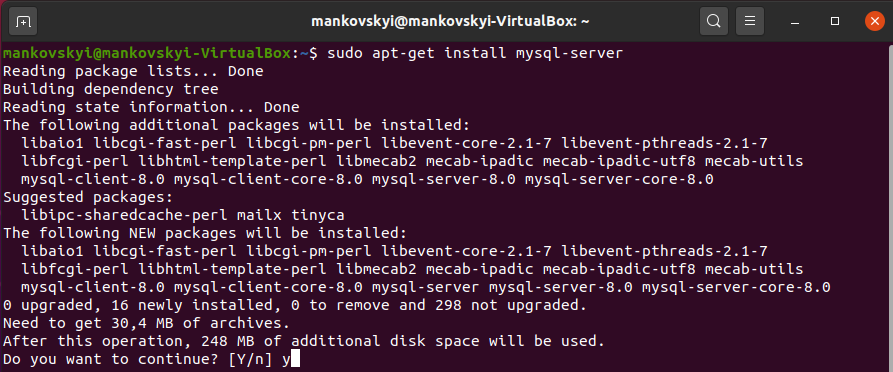 mankovskyi@mankovskyi-VirtualBox: ~
mankovskyi@mankovskyi-VirtualBox:~$ sudo apt-get install mysql-server
Reading package lists... Done
Building dependency tree
Reading state information... Done
The following additional packages will be installed:
  libaio1 libcgi-fast-perl libcgi-pm-perl libevent-core-2.1-7 libevent-pthreads-2.1-7
  libfcgi-perl libhtml-template-perl libmecab2 mecab-ipadic mecab-ipadic-utf8 mecab-utils
  mysql-client-8.0 mysql-client-core-8.0 mysql-server-8.0 mysql-server-core-8.0
Suggested packages:
  libipc-sharedcache-perl mailx tinyca
The following NEW packages will be installed:
  libaio1 libcgi-fast-perl libcgi-pm-perl libevent-core-2.1-7 libevent-pthreads-2.1-7
  libfcgi-perl libhtml-template-perl libmecab2 mecab-ipadic mecab-ipadic-utf8 mecab-utils
  mysql-client-8.0 mysql-client-core-8.0 mysql-server mysql-server-8.0 mysql-server-core-8.0
0 upgraded, 16 newly installed, 0 to remove and 298 not upgraded.
Need to get 30,4 MB of archives.
After this operation, 248 MB of additional disk space will be used.
Do you want to continue? [Y/n] y